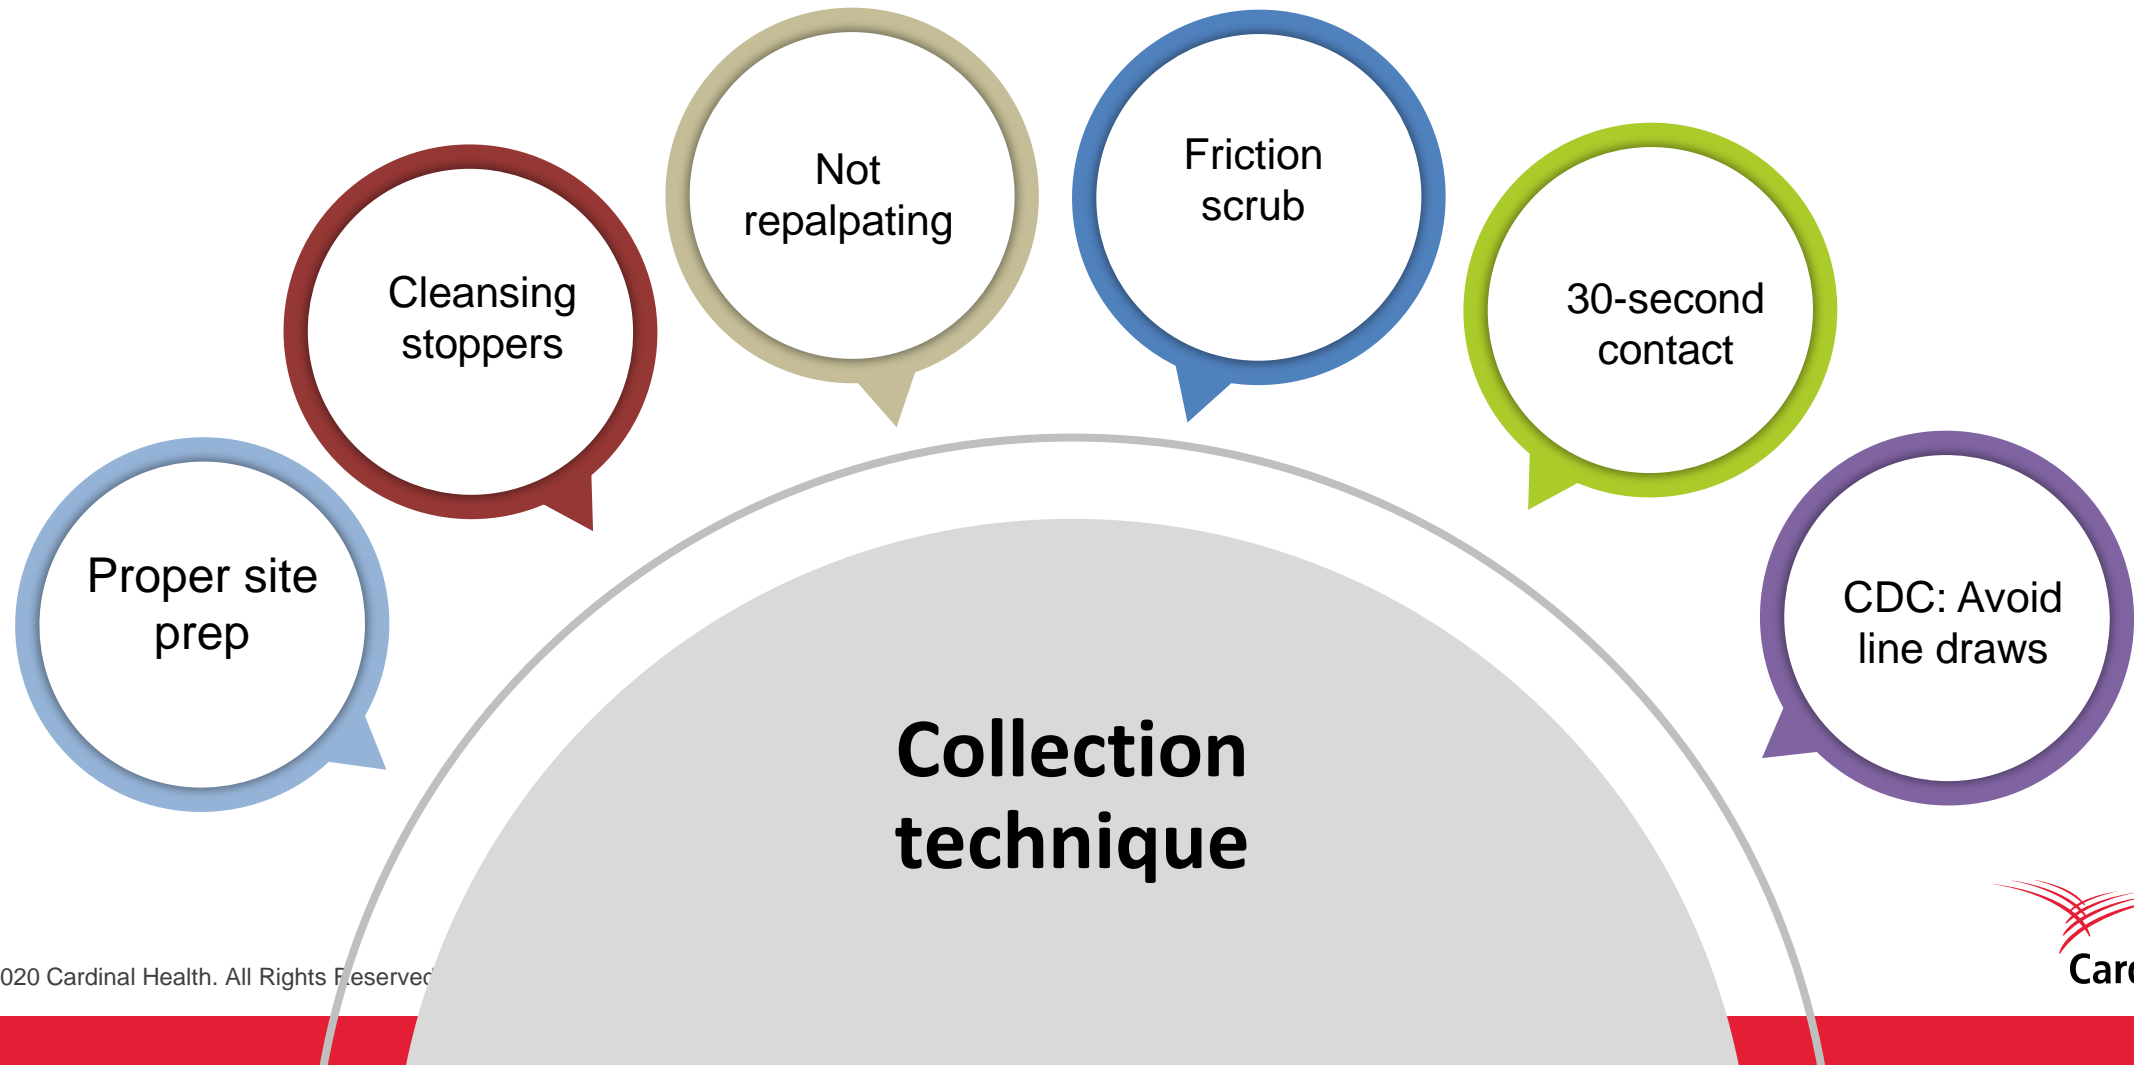 Proper site
prep
Cleansing
stoppers
Not
repalpating
Friction
scrub
30-second
contact
CDC: Avoid
line draws
Collection
technique
020 Cardinal Health. All Rights Reserved